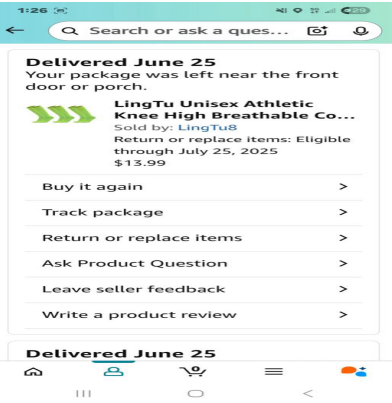 1:26
Search or ask a ques...
Delivered June 25
Your package was left near the front
door or porch.
LingTu Unisex Athletic
Knee High Breathable Co...
Sold by: LingTu8
Return or replace items: Eligible
through July 25, 2025
$13.99
Buy it again
Track package
Return or replace items
Ask Product Question
Leave seller feedback
Write a product review
Delivered June 25
0